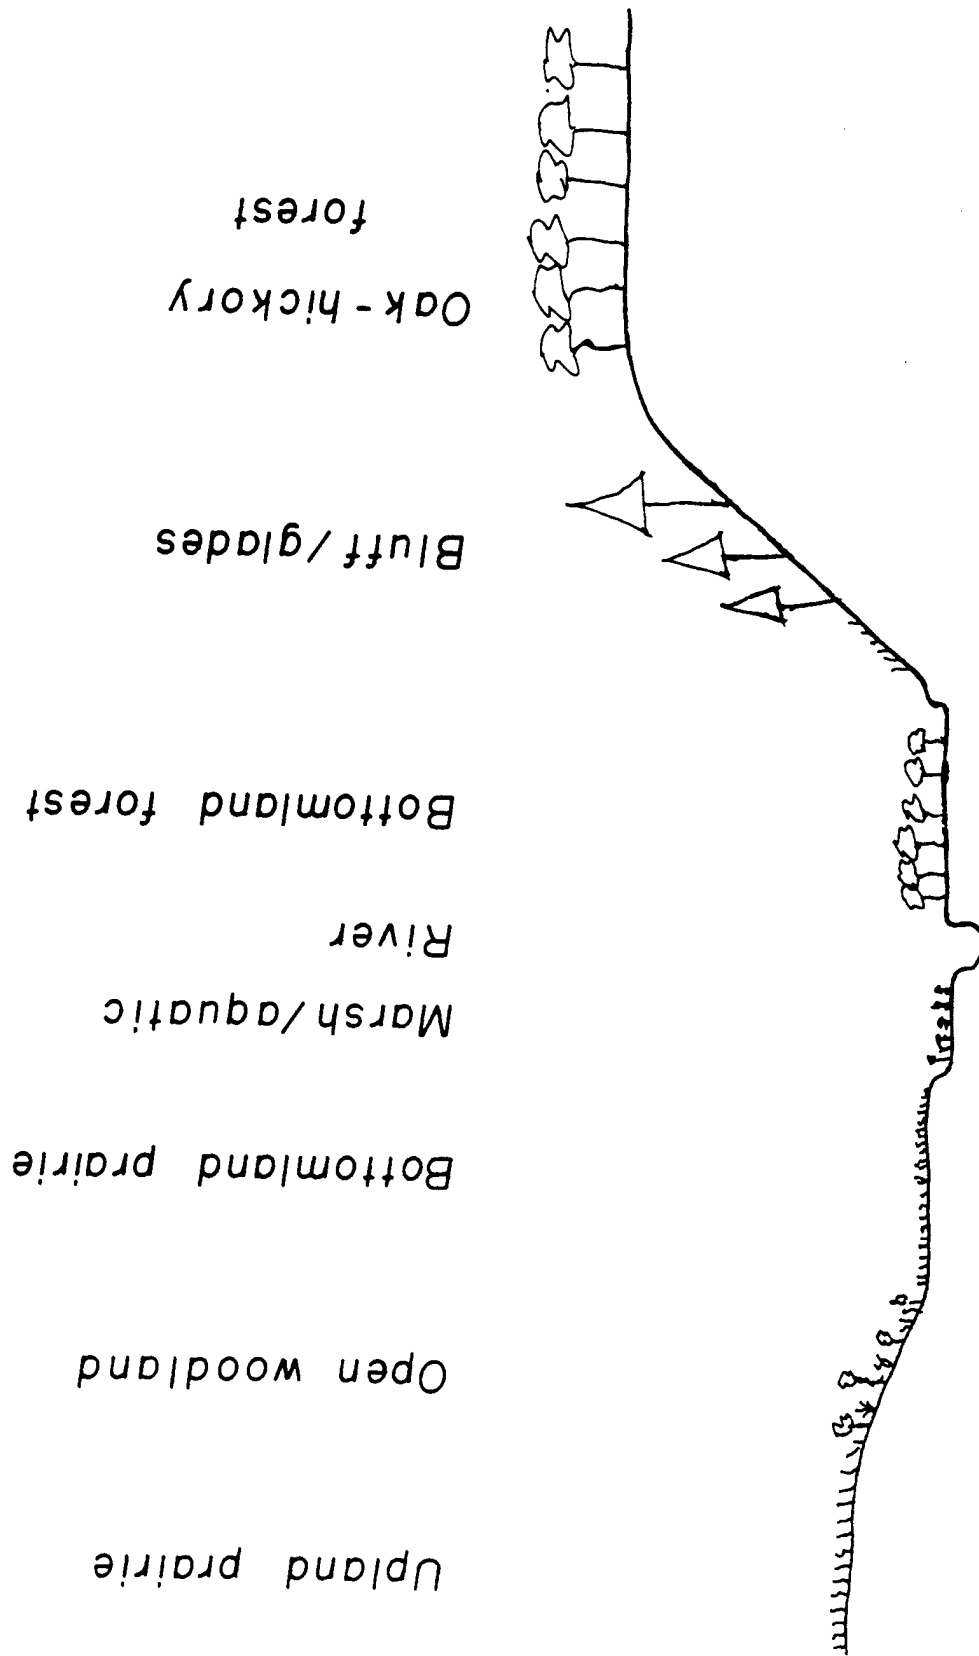 Upland prairie
Open woodland
Bottomland prairie
Marsh/aquatic
River
Bottomland forest
Bluff/glades
Oak-hickory
forest